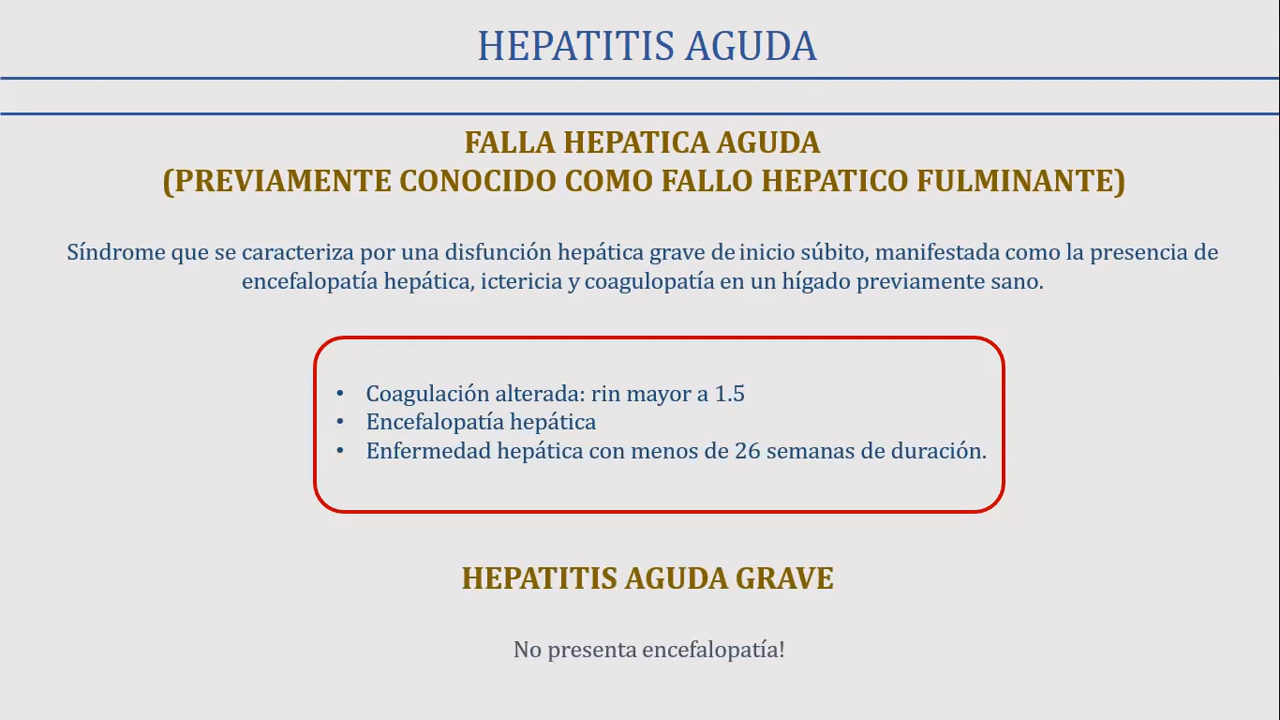 HEPATITIS AGUDA
FALLA HEPATICA AGUDA
(PREVIAMENTE CONOCIDO COMO FALLO HEPATICO FULMINANTE)
Síndrome que se caracteriza por una disfunción hepática grave de inicio súbito, manifestada como la presencia de
encefalopatía hepática, ictericia y coagulopatía en un hígado previamente sano.
• Coagulación alterada: rin mayor a 1.5
• Encefalopatía hepática
• Enfermedad hepática con menos de 26 semanas de duración.
HEPATITIS AGUDA GRAVE
No presenta encefalopatía!